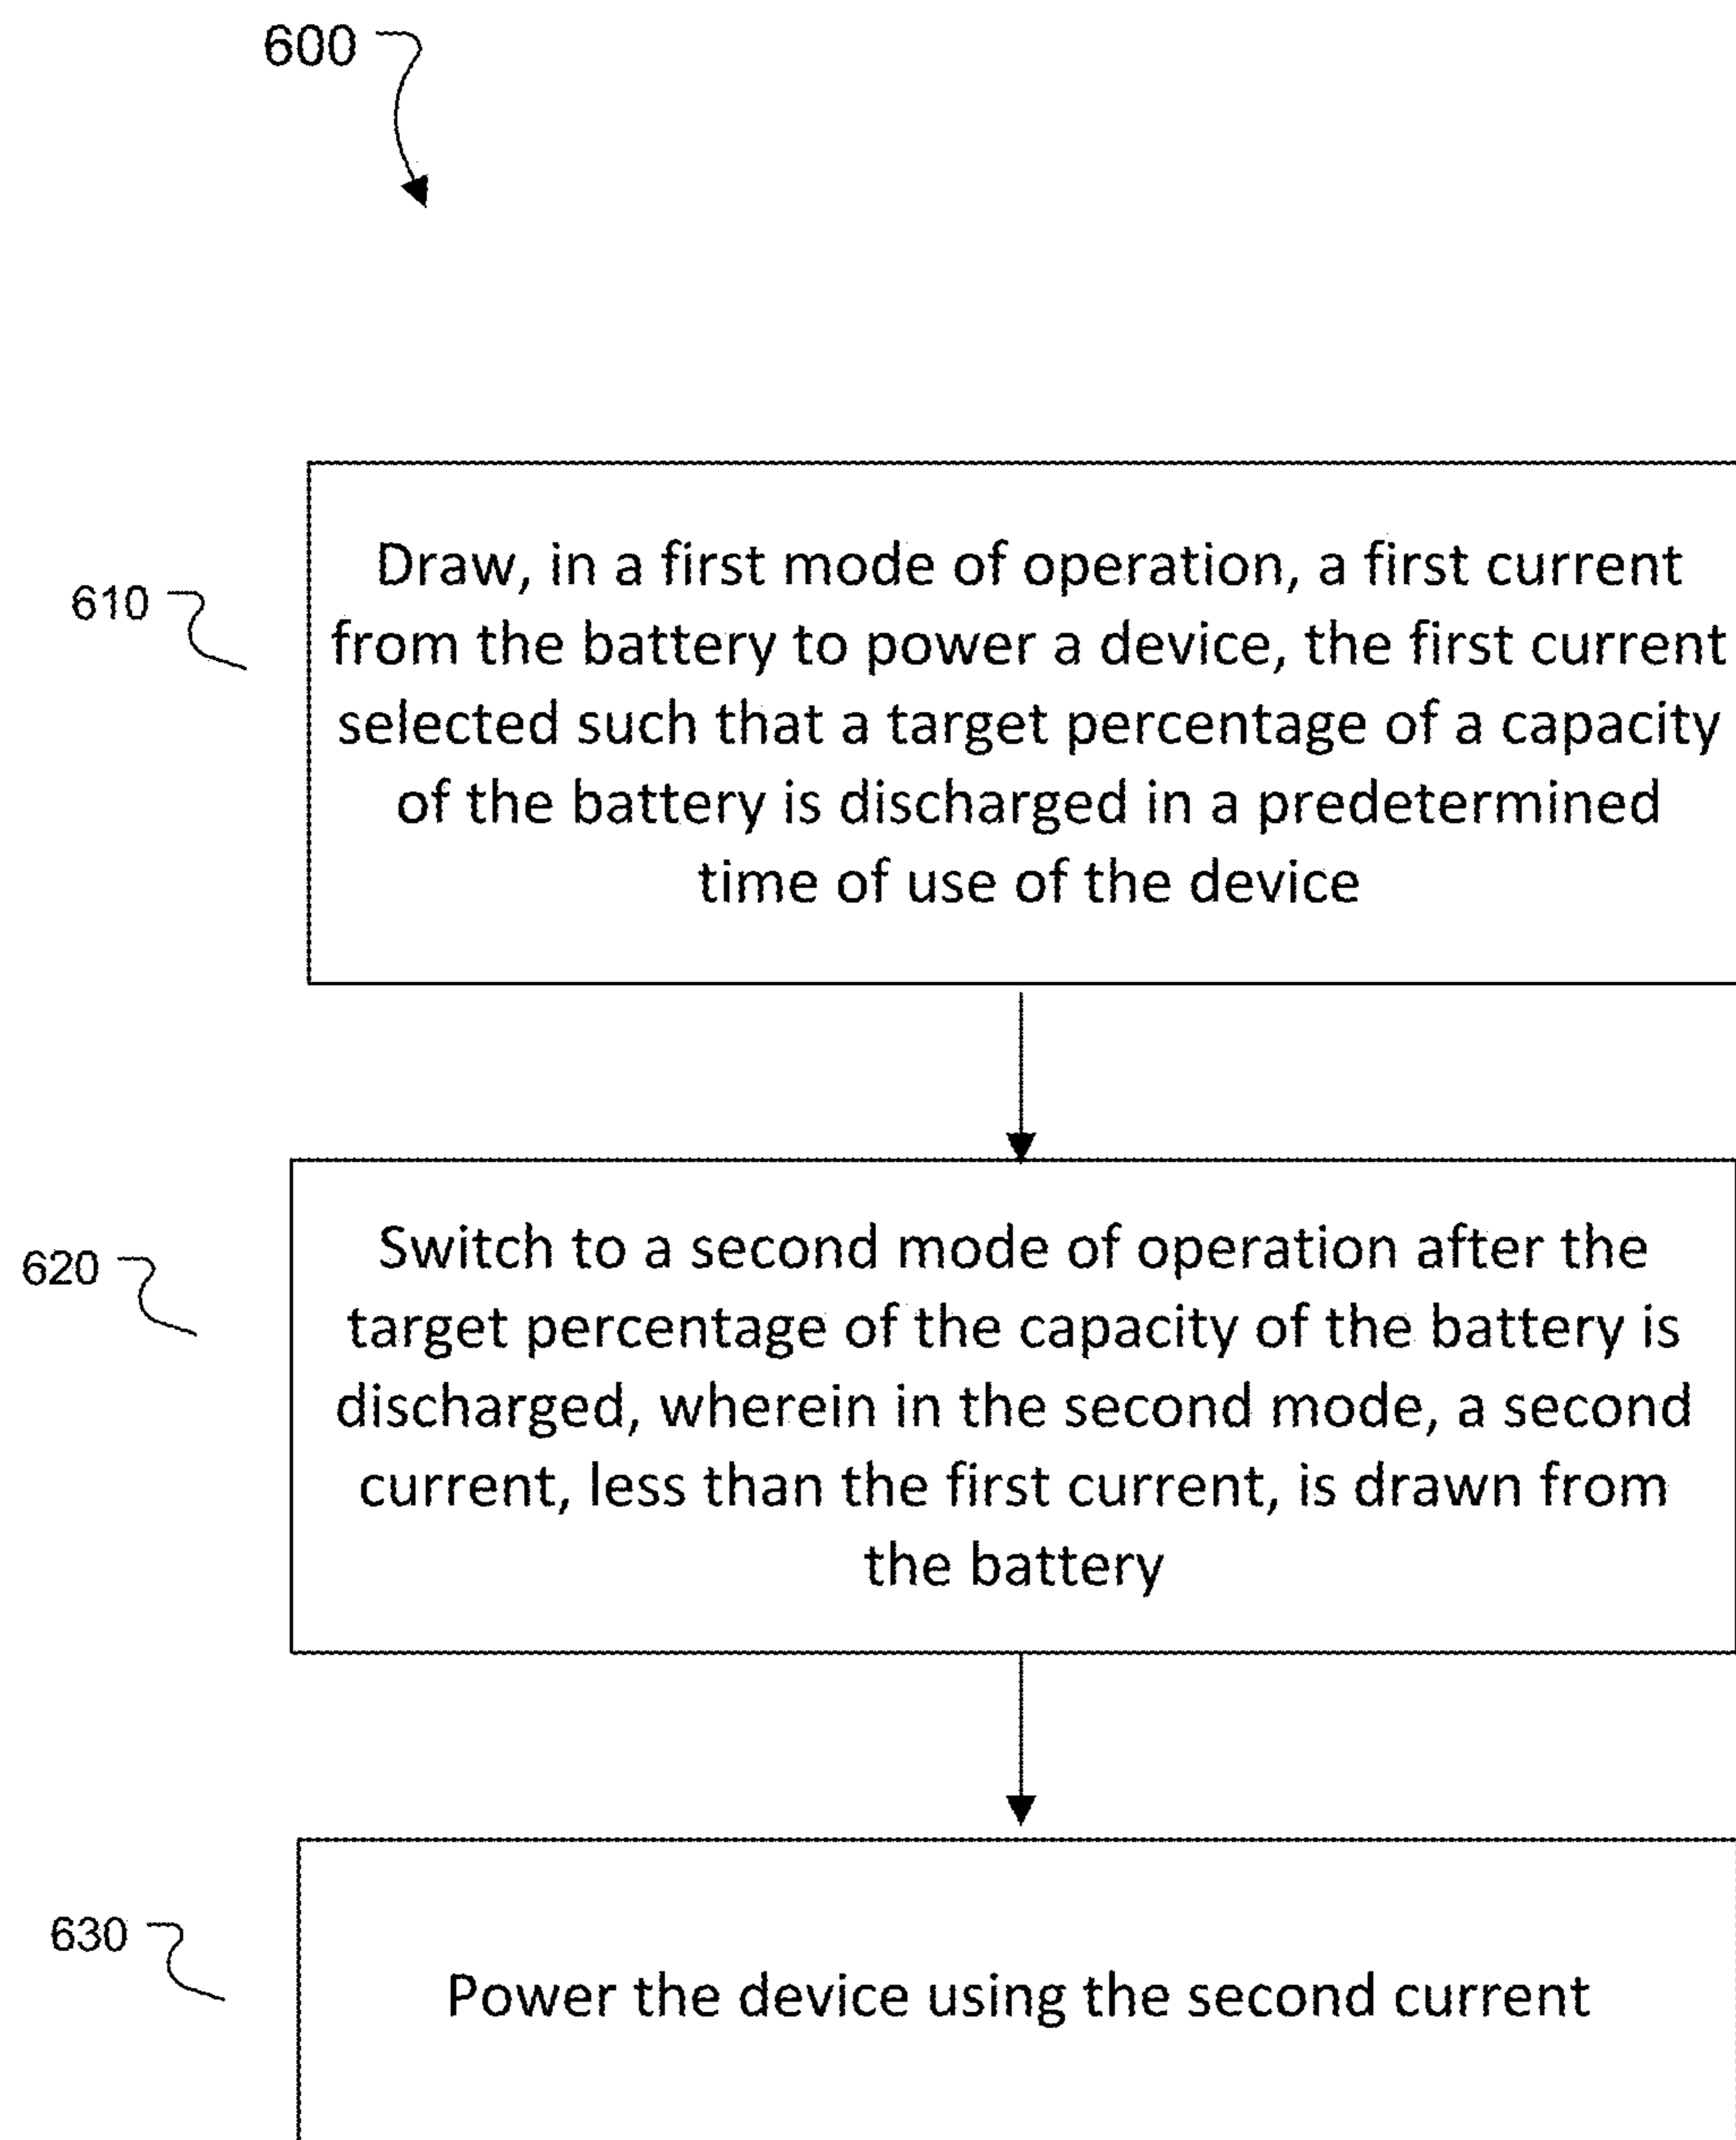 600
610
Draw, in a first mode of operation, a first current
from the battery to power a device, the first current
selected such that a target percentage of a capacity
of the battery is discharged in a predetermined
time of use of the device
620
Switch to a second mode of operation after the
target percentage of the capacity of the battery is
discharged, wherein in the second mode, a second
current, less than the first current, is drawn from
the battery
630
Power the device using the second current